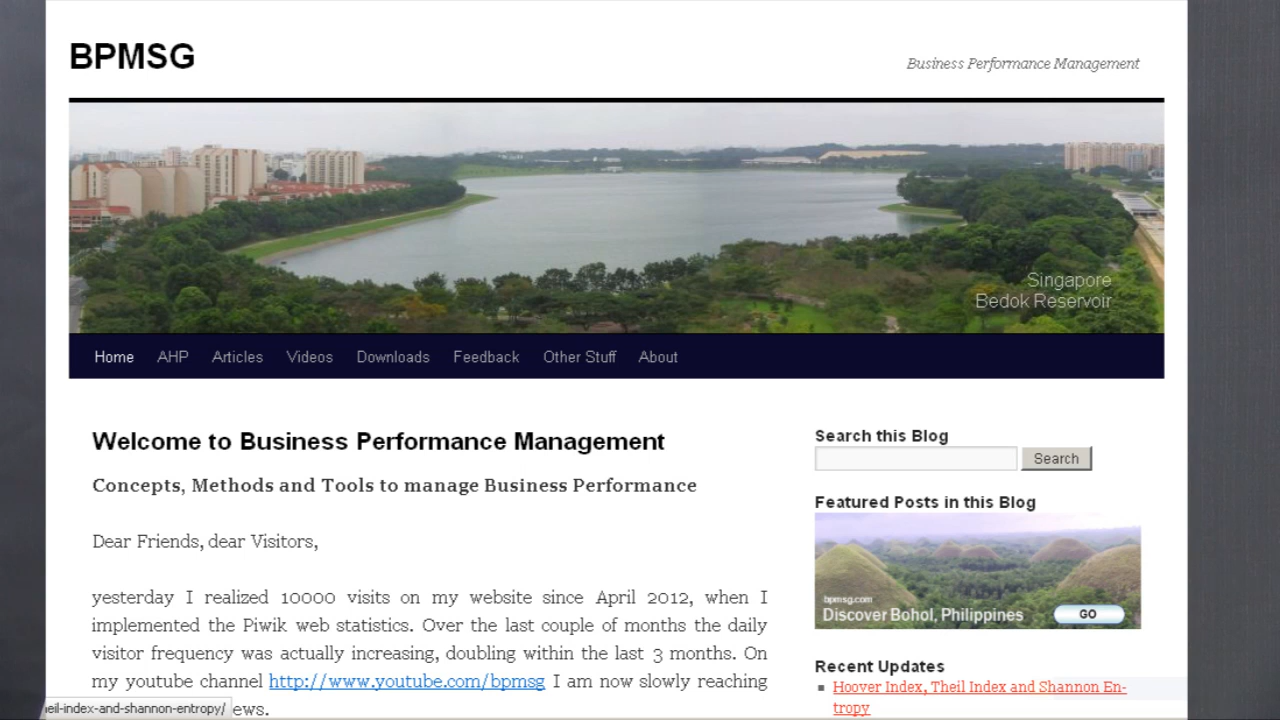 BPMSG
Business Performance Management
Singapore
Bedok Reservoir
Home AHP Articles Videos Downloads Feedback Other Stuff About
Welcome to Business Performance Management
Concepts, Methods and Tools to manage Business Performance
Dear Friends, dear Visitors,
yesterday I realized 10000 visits on my website since April 2012, when I
implemented the Piwik web statistics. Over the last couple of months the daily
visitor frequency was actually increasing, doubling within the last 3 months. On
my youtube channel http://www.youtube.com/bpmsg I am now slowly reaching
ews.
Search this Blog
Search
Featured Posts in this Blog
bpmsg.com
Discover Bohol, Philippines GO
Recent Updates
Hoover Index, Theil Index and Shannon En-
tropy
eil-index-and-shannon-entropy/